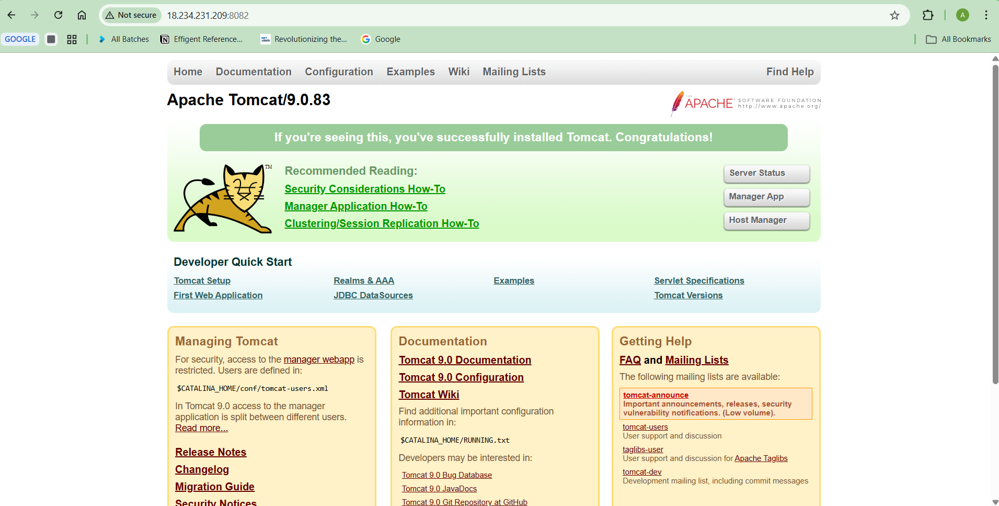 Not secure 18.234.231.209:8082
A
GOOGLE All Batches Effigent Reference... Revolutionizing the... Google All Bookmarks
Home Documentation Configuration Examples Wiki Mailing Lists Find Help
Apache Tomcat/9.0.83
THE APACHE SOFTWARE FOUNDATION
http://www.apache.org/
If you're seeing this, you've successfully installed Tomcat. Congratulations!
TM
Recommended Reading:
Security Considerations How-To
Manager Application How-To
Clustering/Session Replication How-To
Server Status
Manager App
Host Manager
Developer Quick Start
Tomcat Setup
First Web Application
Realms & AAA
JDBC DataSources
Examples
Servlet Specifications
Tomcat Versions
Managing Tomcat
For security, access to the manager webapp is
restricted. Users are defined in:
$CATALINA_HOME/conf/tomcat-users.xml
In Tomcat 9.0 access to the manager
application is split between different users.
Read more...
Release Notes
Changelog
Migration Guide
Security Notices
Documentation
Tomcat 9.0 Documentation
Tomcat 9.0 Configuration
Tomcat Wiki
Find additional important configuration
information in:
$CATALINA_HOME/RUNNING.txt
Developers may be interested in:
Tomcat 9.0 Bug Database
Tomcat 9.0 JavaDocs
Tomcat 9.0 Git Repository at GitHub
Getting Help
FAQ and Mailing Lists
The following mailing lists are available:
tomcat-announce
Important announcements, releases, security
vulnerability notifications. (Low volume).
tomcat-users
User support and discussion
taglibs-user
User support and discussion for Apache Taglibs
tomcat-dev
Development mailing list, including commit messages